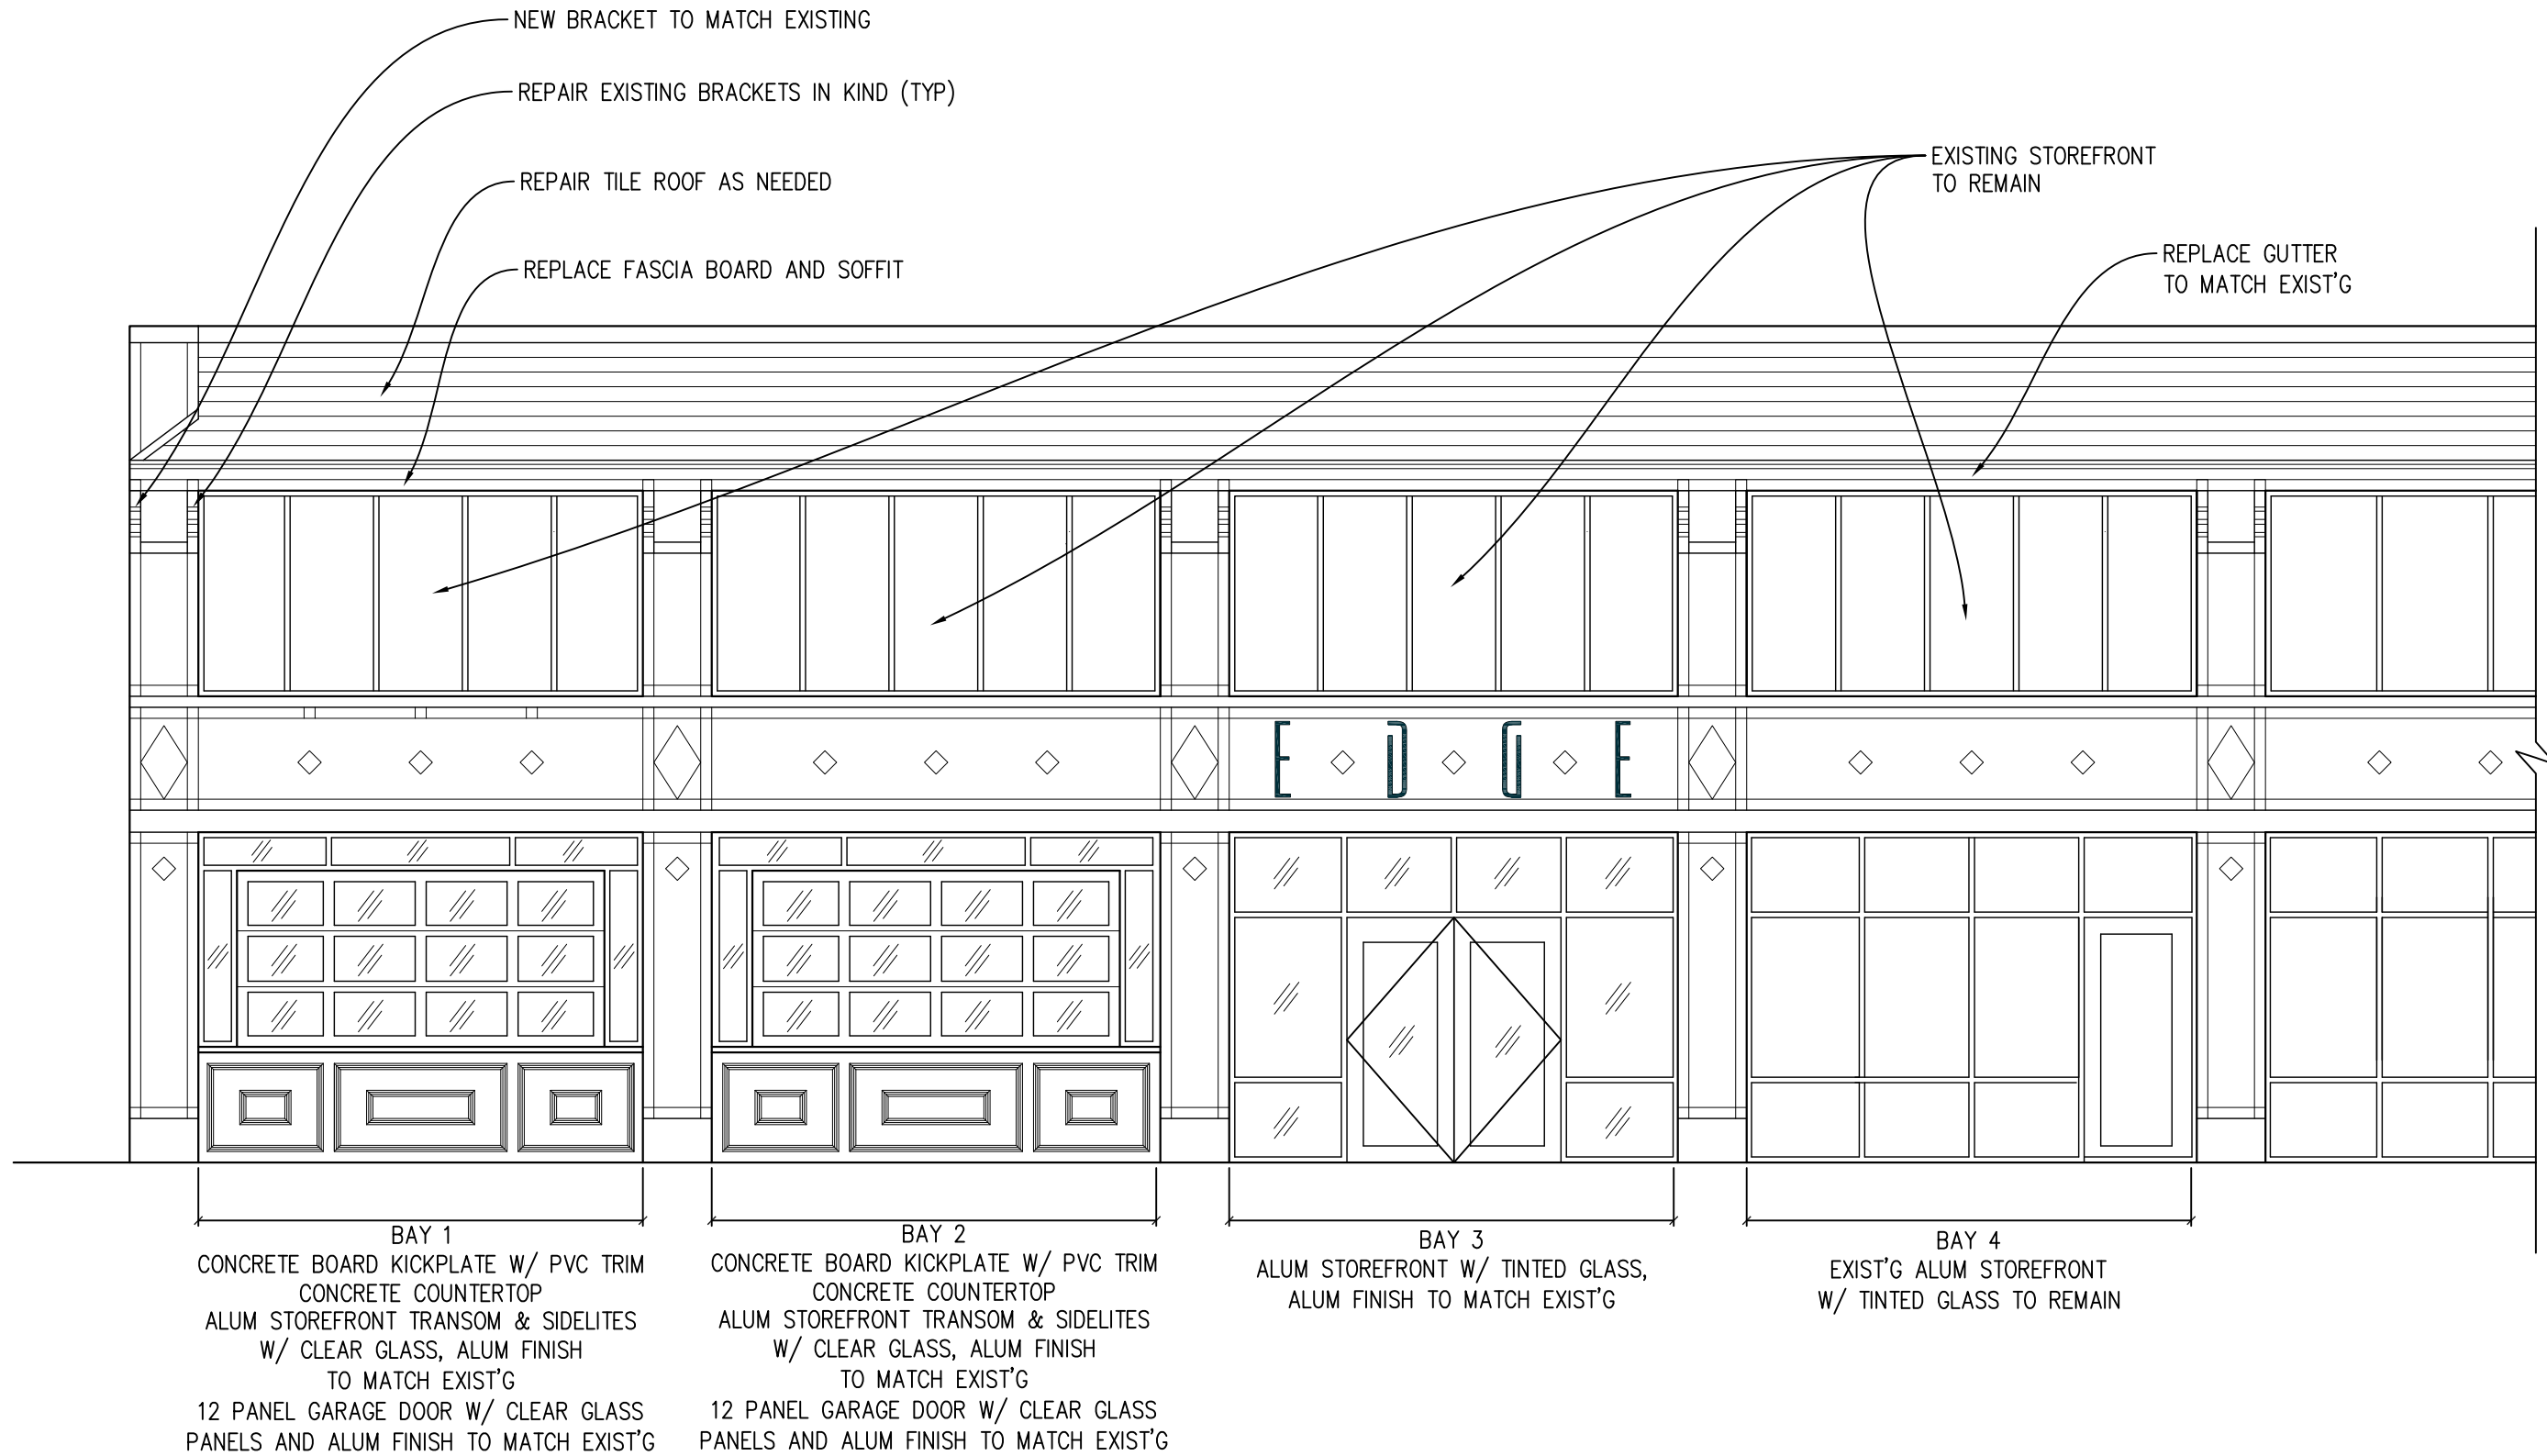 NEW BRACKET TO MATCH EXISTING
REPAIR EXISTING BRACKETS IN KIND (TYP)
EXISTING STOREFRONT
TO REMAIN
REPAIR TILE ROOF AS NEEDED
REPLACE FASCIA BOARD AND SOFFIT
REPLACE GUTTER
TO MATCH EXIST'G
E D G E
BAY 1
CONCRETE BOARD KICKPLATE W/ PVC TRIM
CONCRETE COUNTERTOP
ALUM STOREFRONT TRANSOM & SIDELITES
W/ CLEAR GLASS, ALUM FINISH
TO MATCH EXIST'G
12 PANEL GARAGE DOOR W/ CLEAR GLASS
PANELS AND ALUM FINISH TO MATCH EXIST'G
BAY 2
CONCRETE BOARD KICKPLATE W/ PVC TRIM
CONCRETE COUNTERTOP
ALUM STOREFRONT TRANSOM & SIDELITES
W/ CLEAR GLASS, ALUM FINISH
TO MATCH EXIST'G
12 PANEL GARAGE DOOR W/ CLEAR GLASS
PANELS AND ALUM FINISH TO MATCH EXIST'G
BAY 3
ALUM STOREFRONT W/ TINTED GLASS,
ALUM FINISH TO MATCH EXIST'G
BAY 4
EXIST'G ALUM STOREFRONT
W/ TINTED GLASS TO REMAIN